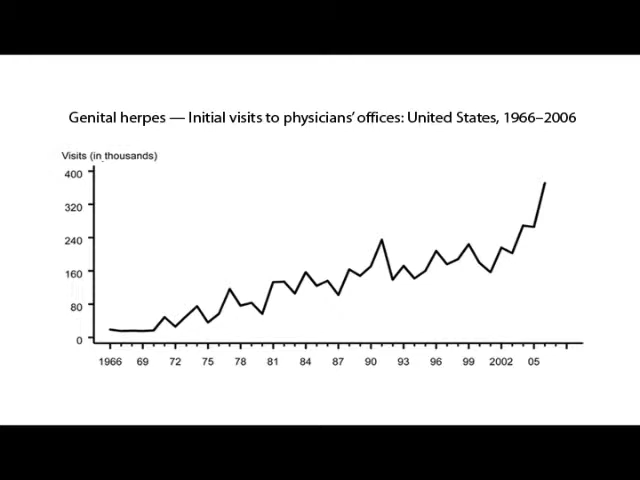 Genital herpes — Initial visits to physicians’ offices: United States, 1966–2006
Visits (in thousands)
400
320
240
160
80
0
1966 69 72 75 78 81 84 87 90 93 96 99 2002 05